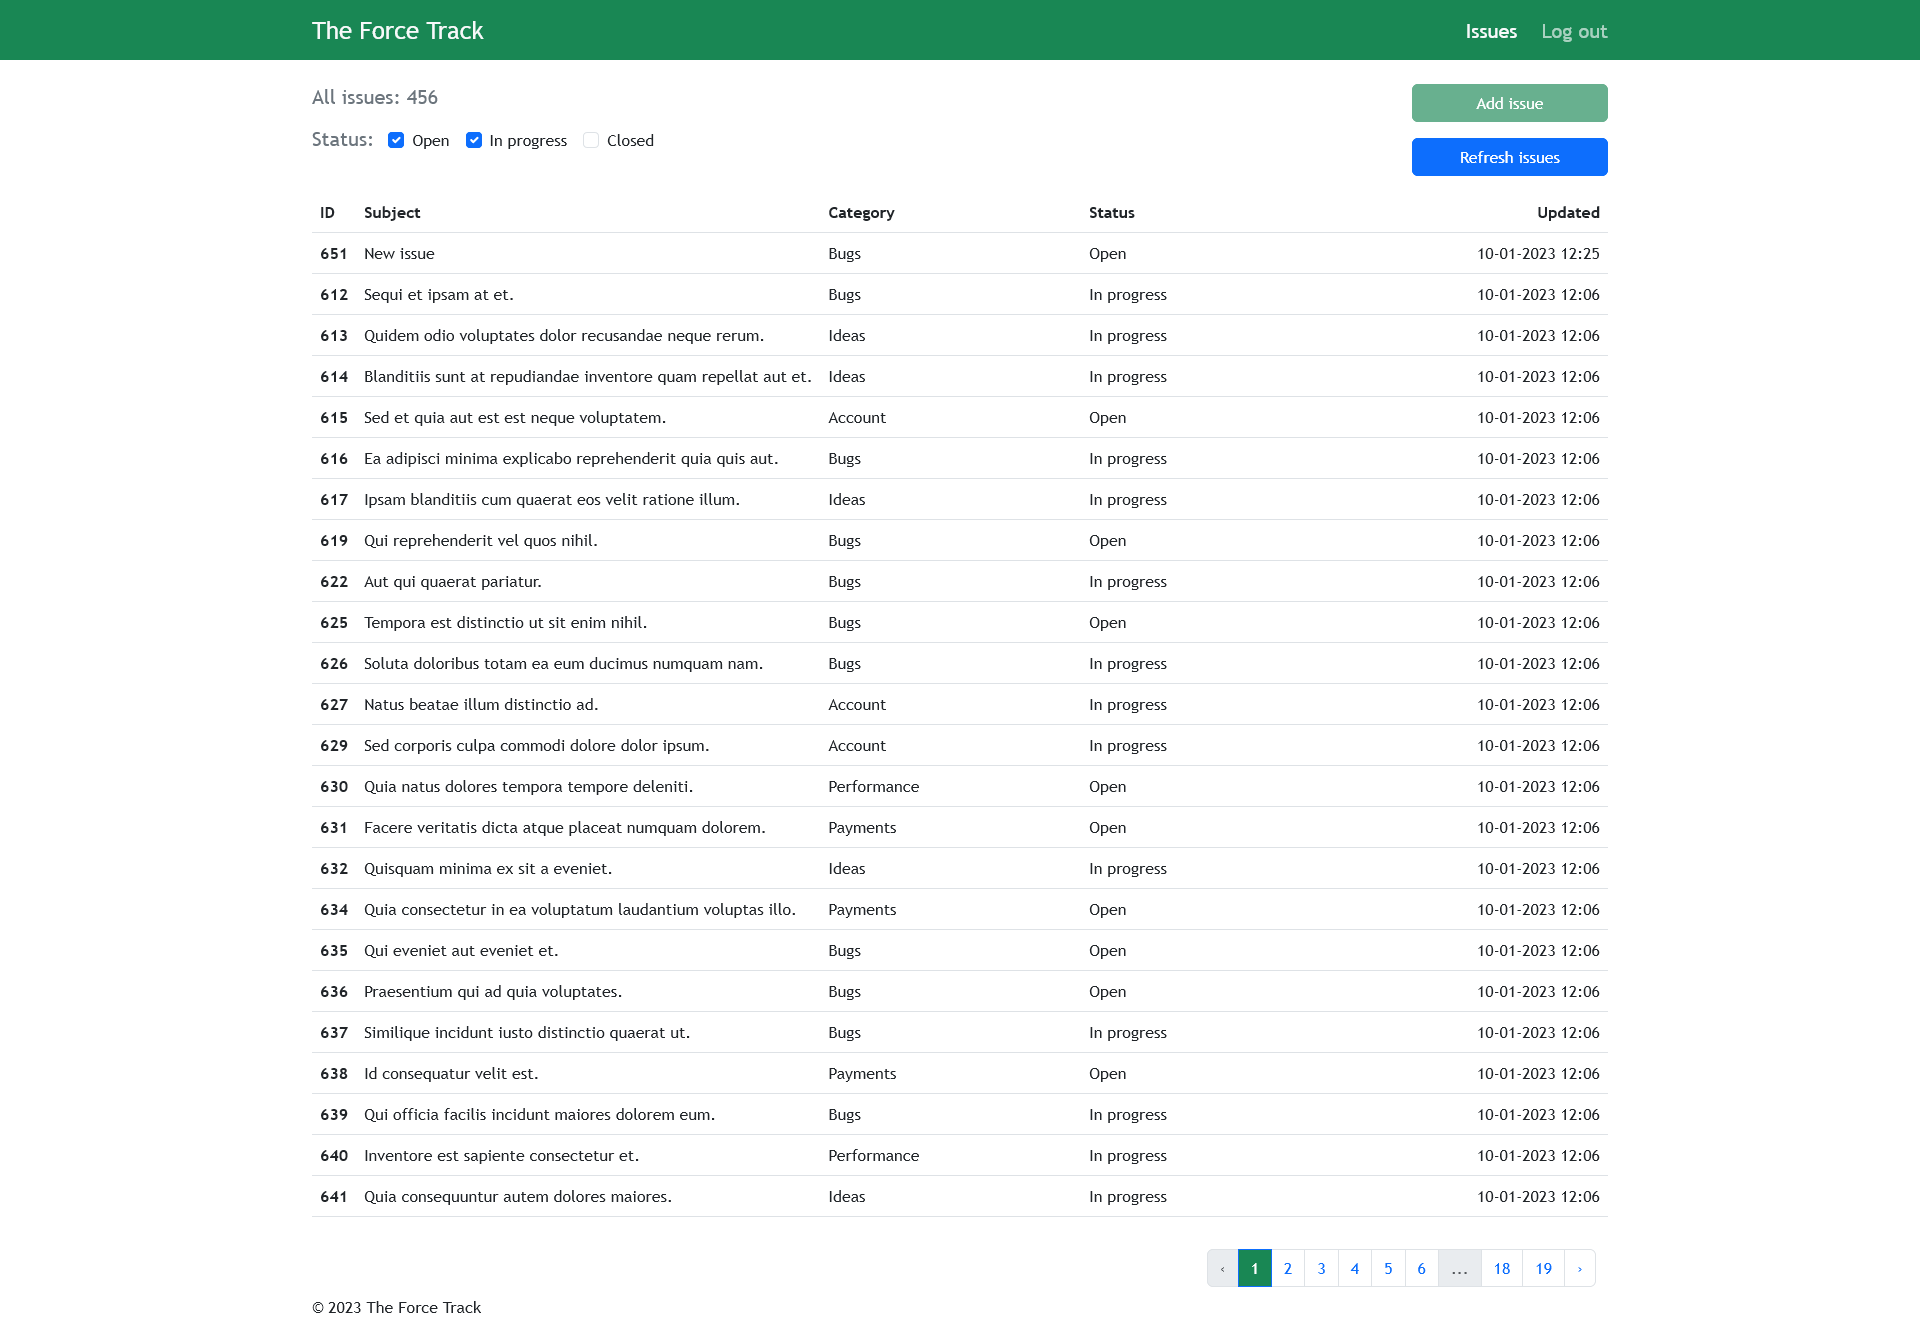 The Force Track Issues Log out
All issues: 456 Add issue
Status: Open In progress Closed
Refresh issues
ID Subject Category Status Updated
651 New issue Bugs Open 10-01-2023 12:25
612 Sequi et ipsam at et. Bugs In progress 10-01-2023 12:06
613 Quidem odio voluptates dolor recusandae neque rerum. Ideas In progress 10-01-2023 12:06
614 Blanditiis sunt at repudiandae inventore quam repellat aut et. Ideas In progress 10-01-2023 12:06
615 Sed et quia aut est est neque voluptatem. Account Open 10-01-2023 12:06
616 Ea adipisci minima explicabo reprehenderit quia quis aut. Bugs In progress 10-01-2023 12:06
617 Ipsam blanditiis cum quaerat eos velit ratione illum. Ideas In progress 10-01-2023 12:06
619 Qui reprehenderit vel quos nihil. Bugs Open 10-01-2023 12:06
622 Aut qui quaerat pariatur. Bugs In progress 10-01-2023 12:06
625 Tempora est distinctio ut sit enim nihil. Bugs Open 10-01-2023 12:06
626 Soluta doloribus totam ea eum ducimus numquam nam. Bugs In progress 10-01-2023 12:06
627 Natus beatae illum distinctio ad. Account In progress 10-01-2023 12:06
629 Sed corporis culpa commodi dolore dolor ipsum. Account In progress 10-01-2023 12:06
630 Quia natus dolores tempora tempore deleniti. Performance Open 10-01-2023 12:06
631 Facere veritatis dicta atque placeat numquam dolorem. Payments Open 10-01-2023 12:06
632 Quisquam minima ex sit a eveniet. Ideas In progress 10-01-2023 12:06
634 Quia consectetur in ea voluptatum laudantium voluptas illo. Payments Open 10-01-2023 12:06
635 Qui eveniet aut eveniet et. Bugs Open 10-01-2023 12:06
636 Praesentium qui ad quia voluptates. Bugs Open 10-01-2023 12:06
637 Similique incidunt iusto distinctio quaerat ut. Bugs In progress 10-01-2023 12:06
638 Id consequatur velit est. Payments Open 10-01-2023 12:06
639 Qui officia facilis incidunt maiores dolorem eum. Bugs In progress 10-01-2023 12:06
640 Inventore est sapiente consectetur et. Performance In progress 10-01-2023 12:06
641 Quia consequuntur autem dolores maiores. Ideas In progress 10-01-2023 12:06
‹ 1 2 3 4 5 6 ... 18 19 ›
© 2023 The Force Track